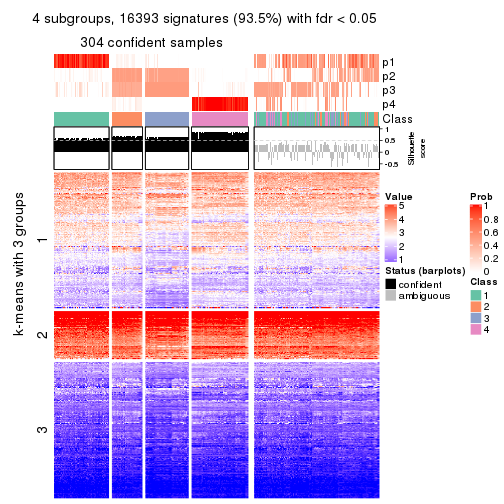 4 subgroups, 16393 signatures (93.5%) with fdr < 0.05
304 confident samples
p1
p2
p3
p4
Class
1
0.5
0
-0.5
Silhouette
score
k-means with 3 groups
1
2
3
Value
5
4
3
2
1
Status (barplots)
confident
ambiguous
Prob
1
0.8
0.6
0.4
0.2
0
Class
1
2
3
4